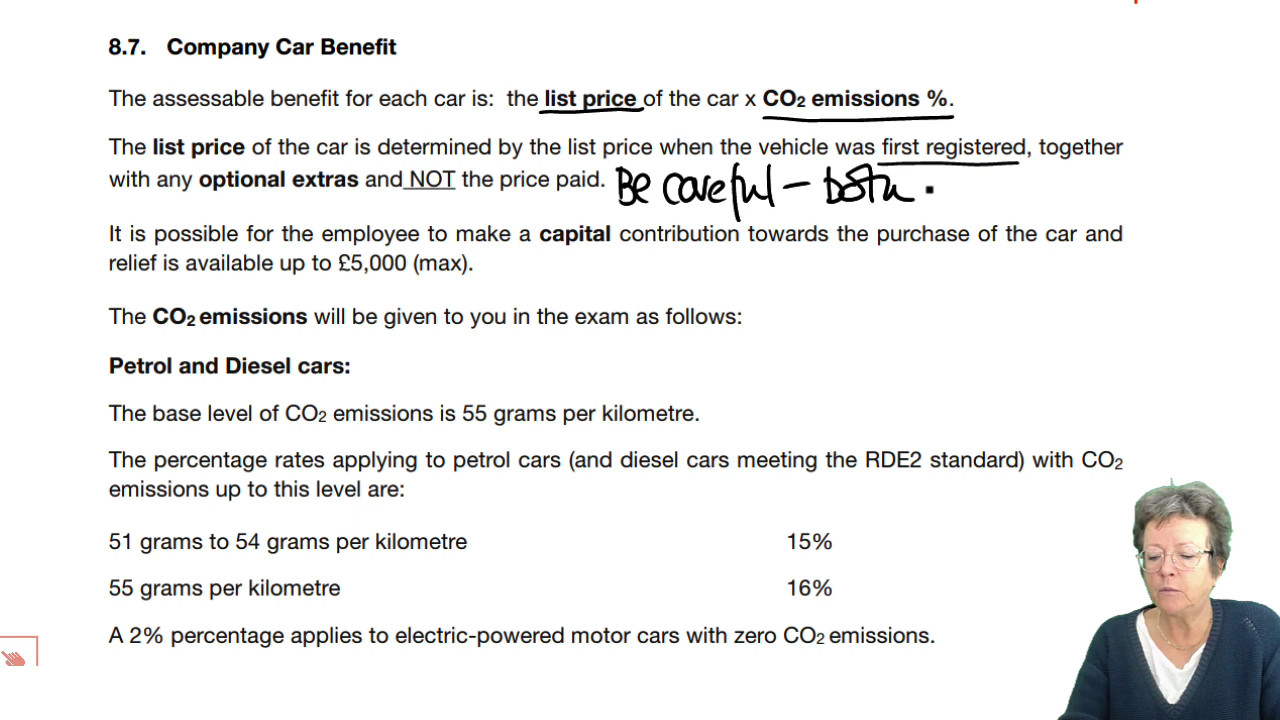 8.7. Company Car Benefit
The assessable benefit for each car is: the list price of the car x CO2 emissions %.
The list price of the car is determined by the list price when the vehicle was first registered, together
with any optional extras and NOT the price paid. Be careful – both .
It is possible for the employee to make a capital contribution towards the purchase of the car and
relief is available up to £5,000 (max).
The CO2 emissions will be given to you in the exam as follows:
Petrol and Diesel cars:
The base level of CO2 emissions is 55 grams per kilometre.
The percentage rates applying to petrol cars (and diesel cars meeting the RDE2 standard) with CO2
emissions up to this level are:
51 grams to 54 grams per kilometre 15%
55 grams per kilometre 16%
A 2% percentage applies to electric-powered motor cars with zero CO2 emissions.